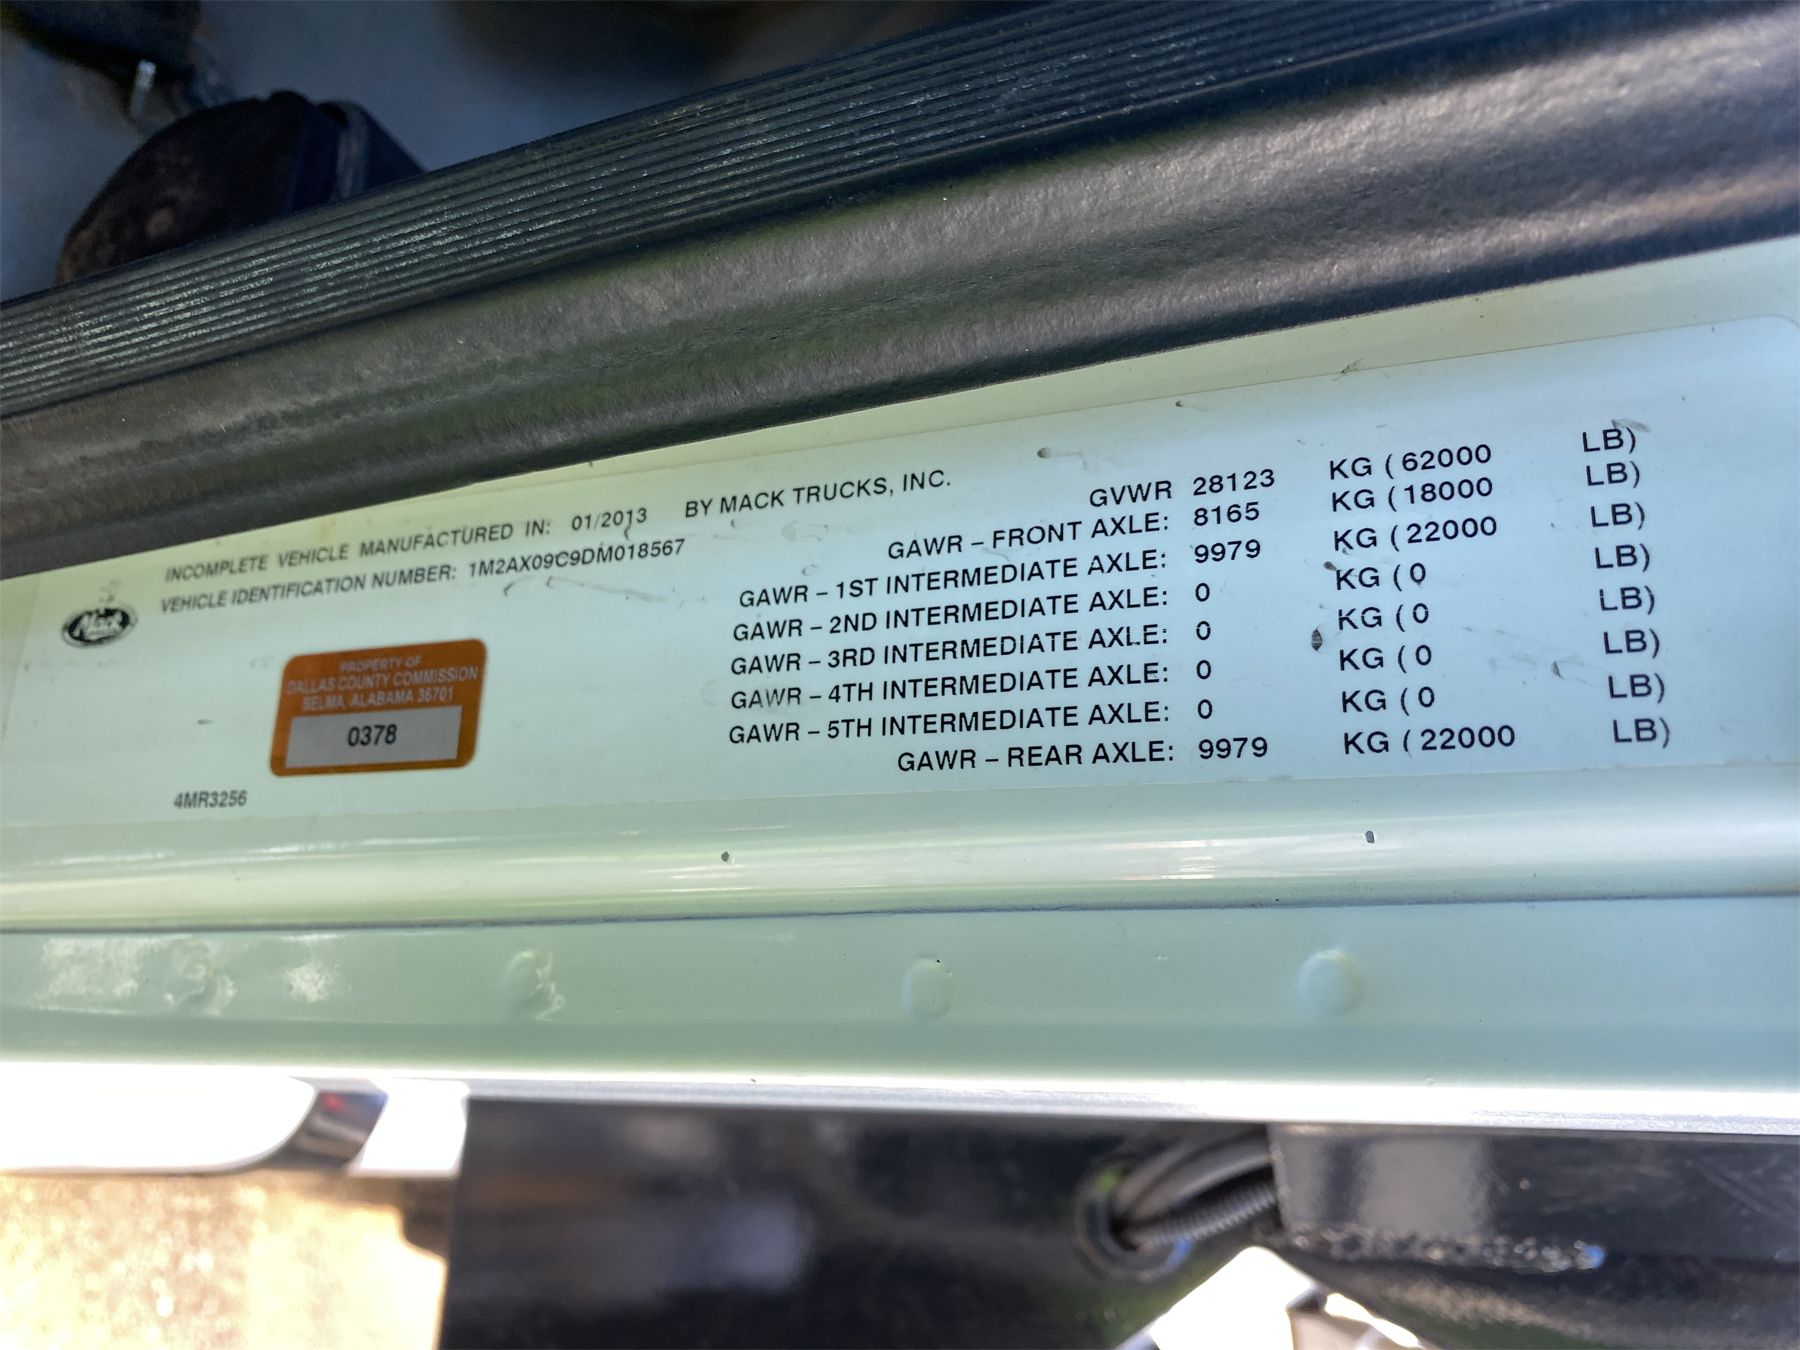 INCOMPLETE VEHICLE MANUFACTURED IN: 01/2013 BY MACK TRUCKS, INC.
VEHICLE IDENTIFICATION NUMBER: 1M2AX09C9DM018567
GVWR 28123 KG (62000 LB)
GAWR – FRONT AXLE: 8165 KG (18000 LB)
GAWR – 1ST INTERMEDIATE AXLE: 9979 KG (22000 LB)
GAWR – 2ND INTERMEDIATE AXLE: 0 KG (0 LB)
GAWR – 3RD INTERMEDIATE AXLE: 0 KG (0 LB)
GAWR – 4TH INTERMEDIATE AXLE: 0 KG (0 LB)
GAWR – 5TH INTERMEDIATE AXLE: 0 KG (0 LB)
GAWR – REAR AXLE: 9979 KG (22000 LB)
Mack
PROPERTY OF
DALLAS COUNTY COMMISSION
SELMA, ALABAMA 36701
0378
4MR3256